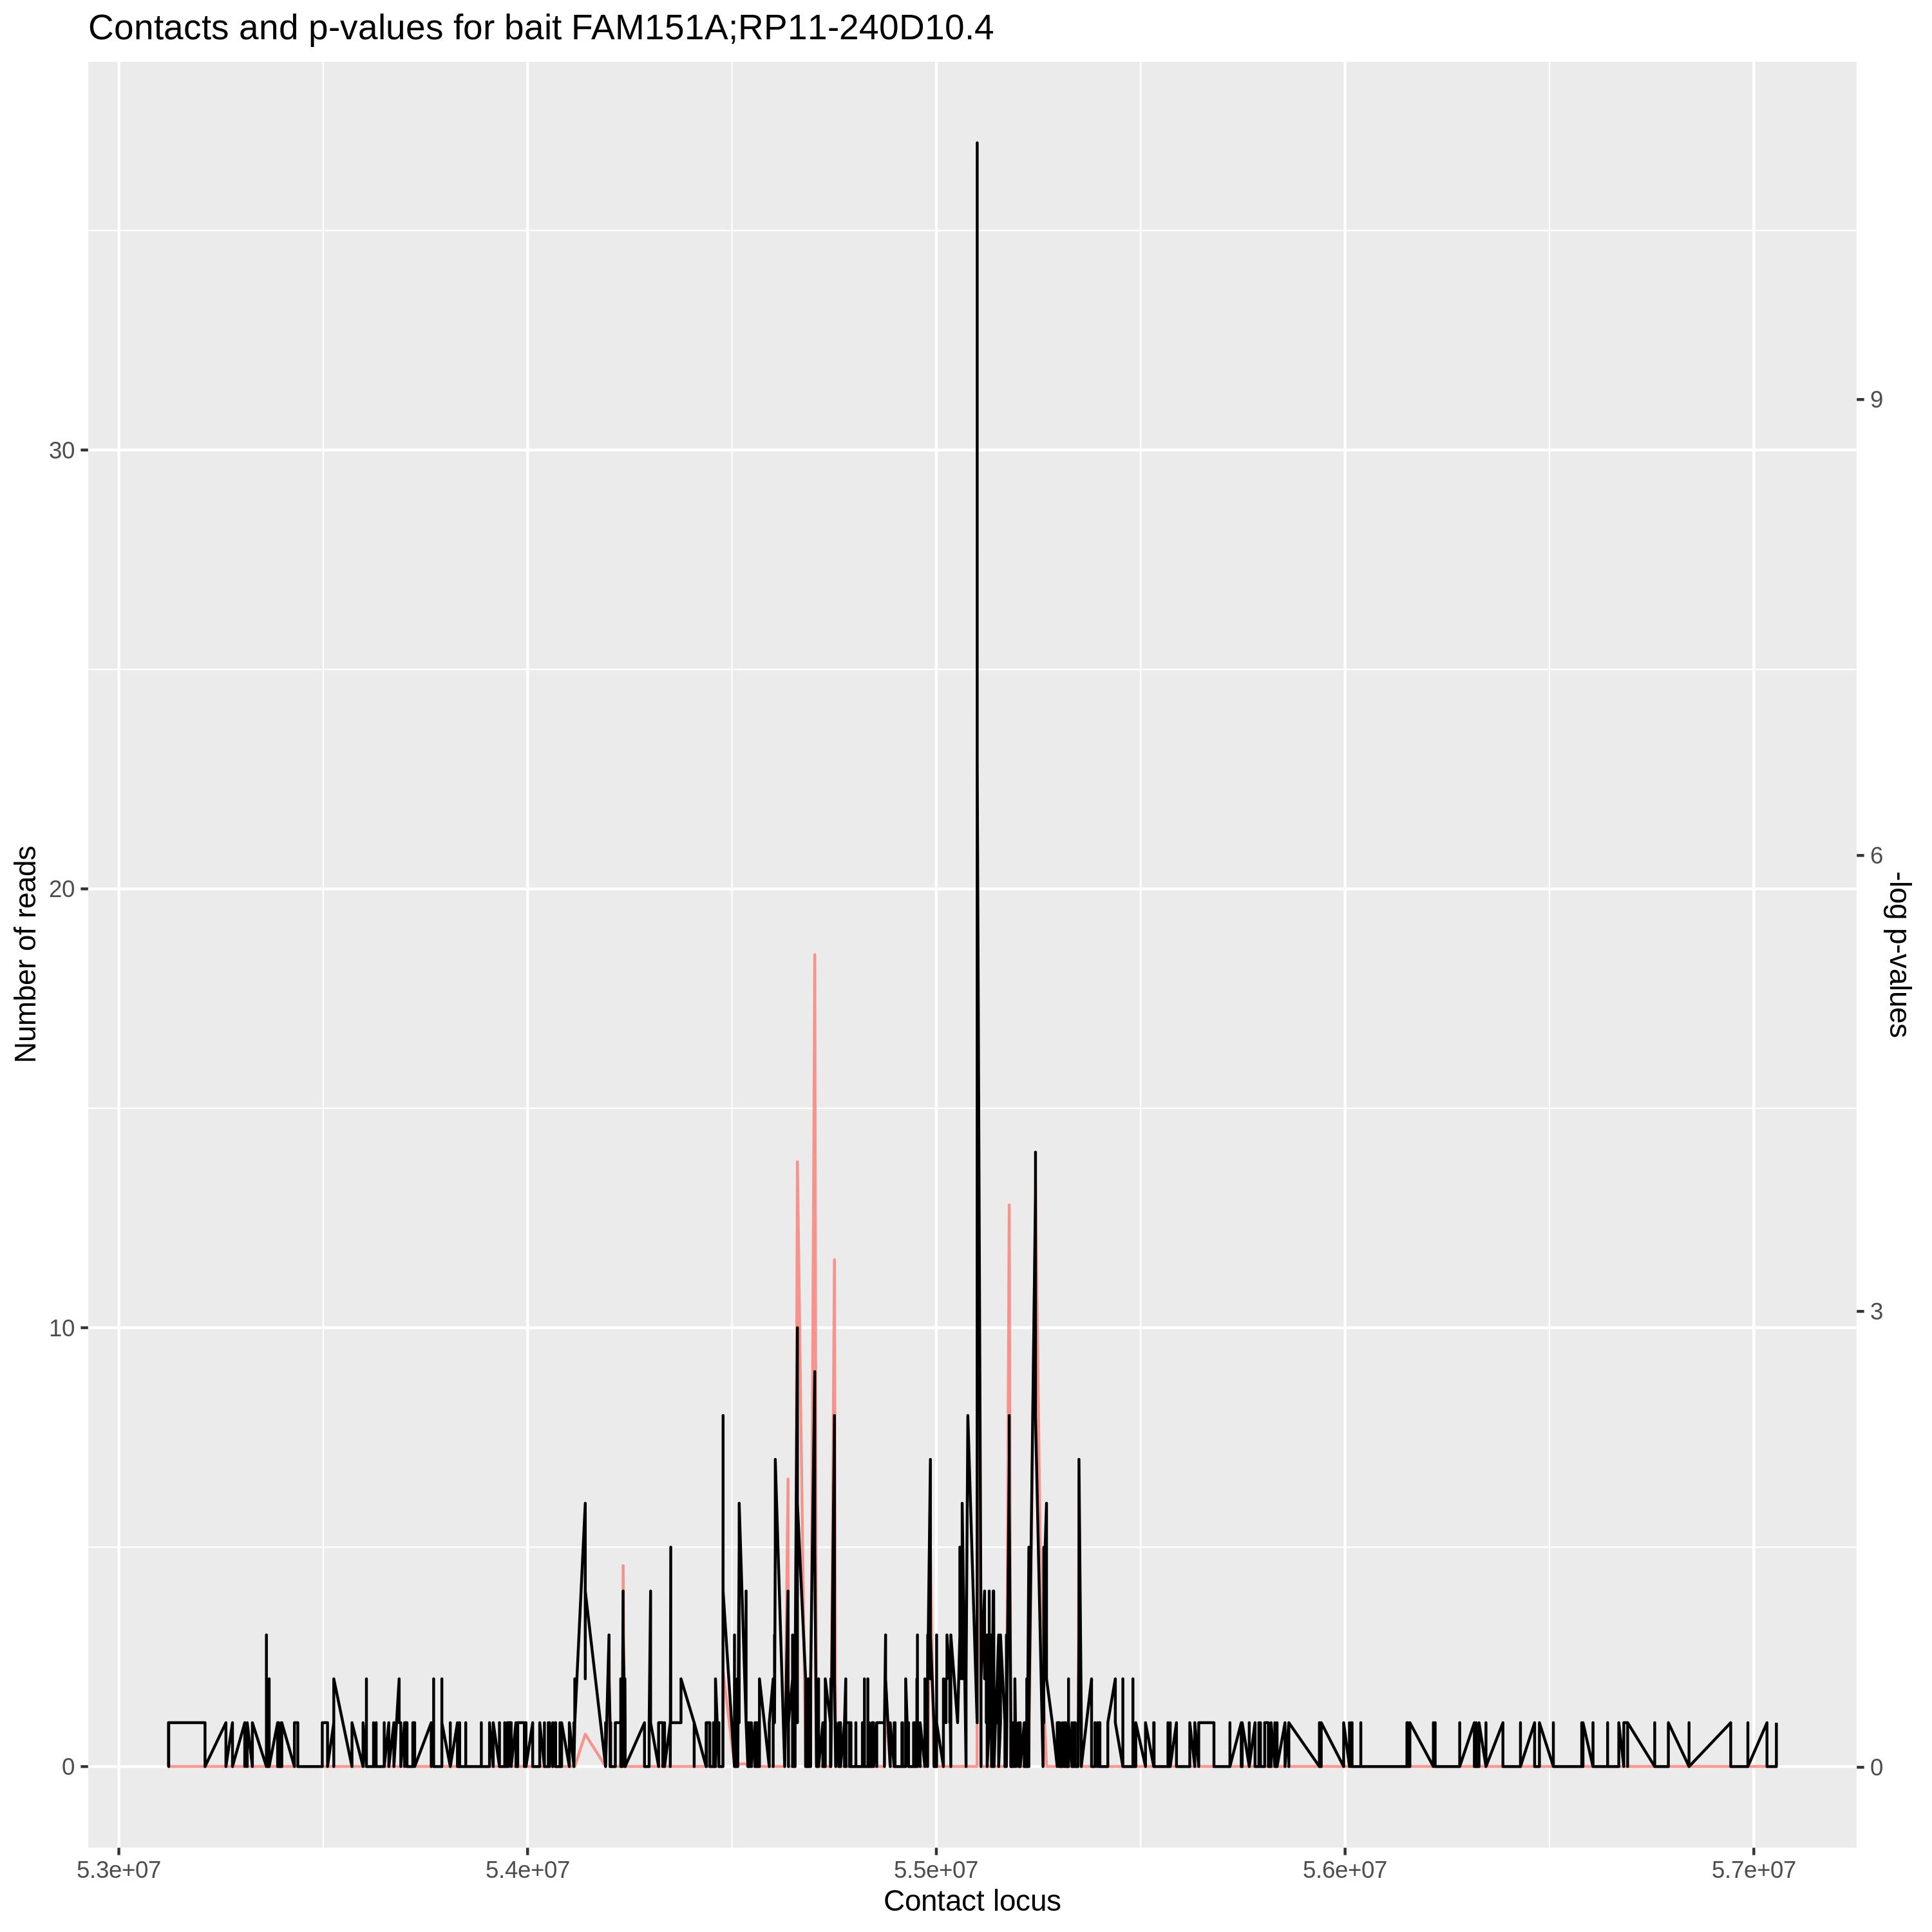 Contacts and p-values for bait FAM151A;RP11-240D10.4
30
20
10
0
Number of reads
9
6
3
0
-log p-values
5.3e+07 5.4e+07 5.5e+07 5.6e+07 5.7e+07
Contact locus